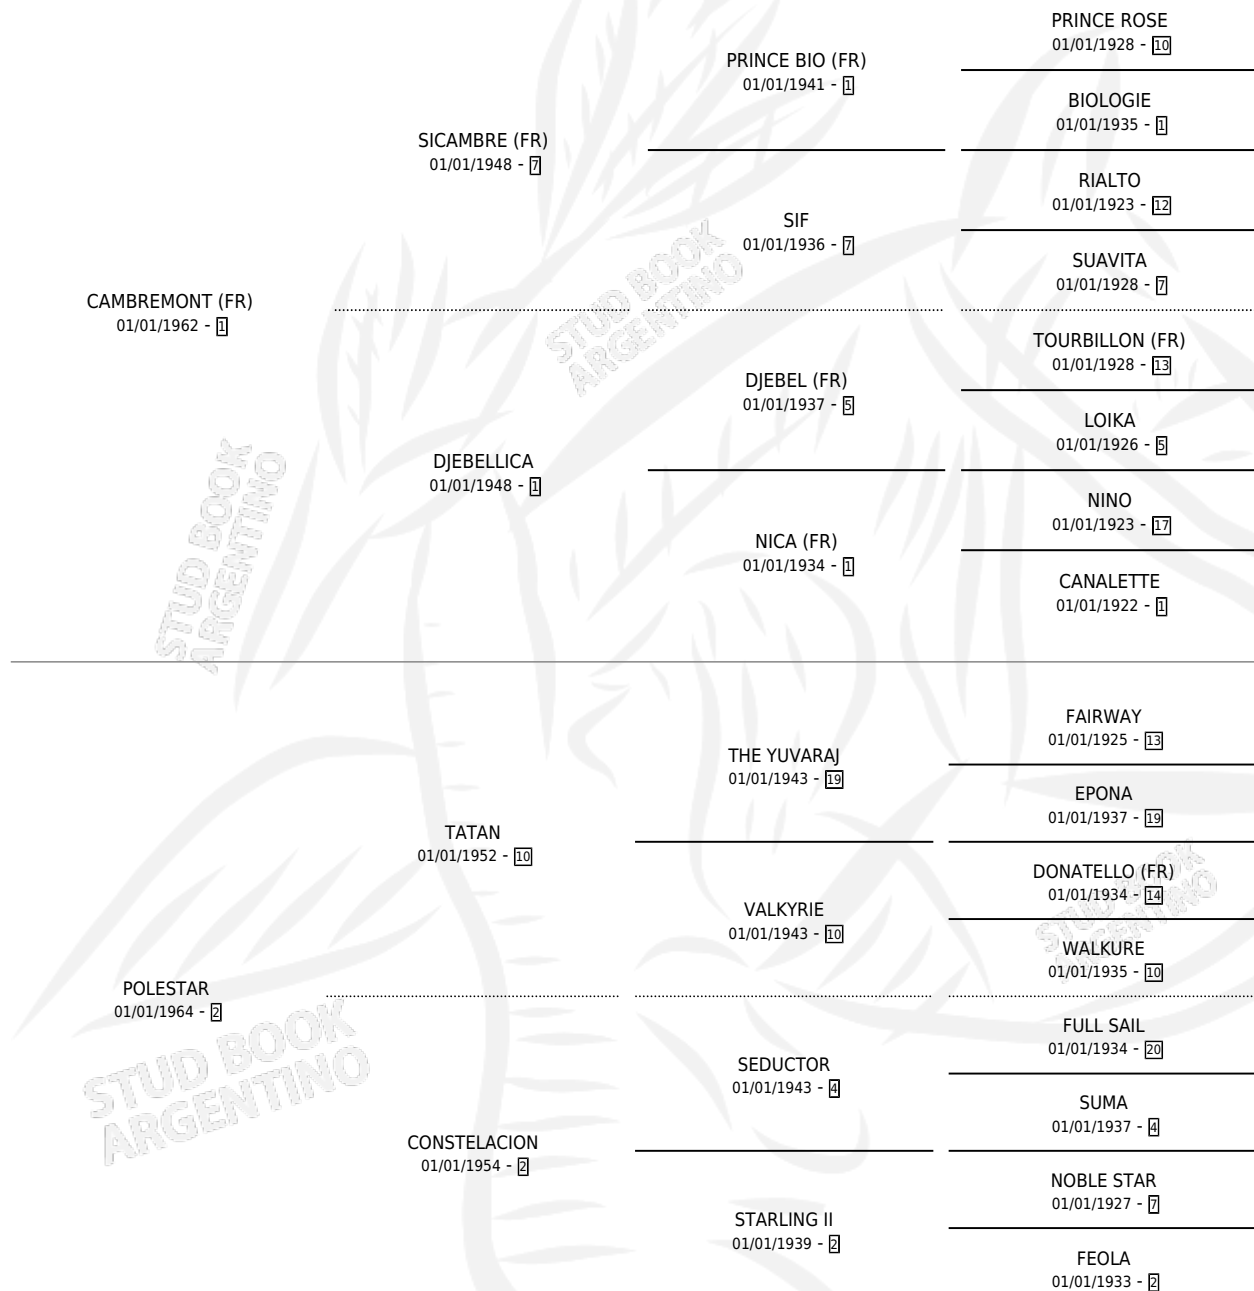 PRINCE ROSE
01/01/1928 - 10
PRINCE BIO (FR)
01/01/1941 - 1
BIOLOGIE
01/01/1935 - 1
SICAMBRE (FR)
01/01/1948 - 7
RIALTO
01/01/1923 - 12
SIF
01/01/1936 - 7
SUAVITA
01/01/1928 - 7
CAMBREMONT (FR)
01/01/1962 - 1
TOURBILLON (FR)
01/01/1928 - 13
DJEBEL (FR)
01/01/1937 - 5
LOIKA
01/01/1926 - 5
DJEBELLICA
01/01/1948 - 1
NINO
01/01/1923 - 17
NICA (FR)
01/01/1934 - 1
CANALETTE
01/01/1922 - 1
FAIRWAY
01/01/1925 - 13
THE YUVARAJ
01/01/1943 - 19
EPONA
01/01/1937 - 19
TATAN
01/01/1952 - 10
DONATELLO (FR)
01/01/1934 - 14
VALKYRIE
01/01/1943 - 10
WALKURE
01/01/1935 - 10
POLESTAR
01/01/1964 - 2
FULL SAIL
01/01/1934 - 20
SEDUCTOR
01/01/1943 - 4
SUMA
01/01/1937 - 4
CONSTELACION
01/01/1954 - 2
NOBLE STAR
01/01/1927 - 7
STARLING II
01/01/1939 - 2
FEOLA
01/01/1933 - 2
STUD BOOK
ARGENTINO
STUD BOOK
ARGENTINO
STUD BOOK
ARGENTINO
STUD BOOK
ARGENTINO